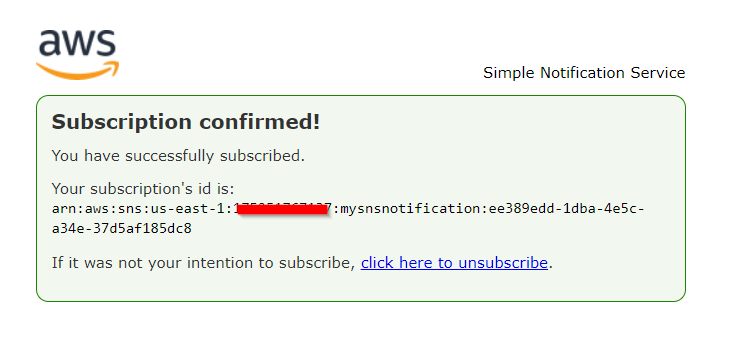 aws
Simple Notification Service
Subscription confirmed!
You have successfully subscribed.
Your subscription's id is:
arn:aws:sns:us-east-1: :mysnsnotification:ee389edd-1dba-4e5c-
a34e-37d5af185dc8
If it was not your intention to subscribe, click here to unsubscribe.